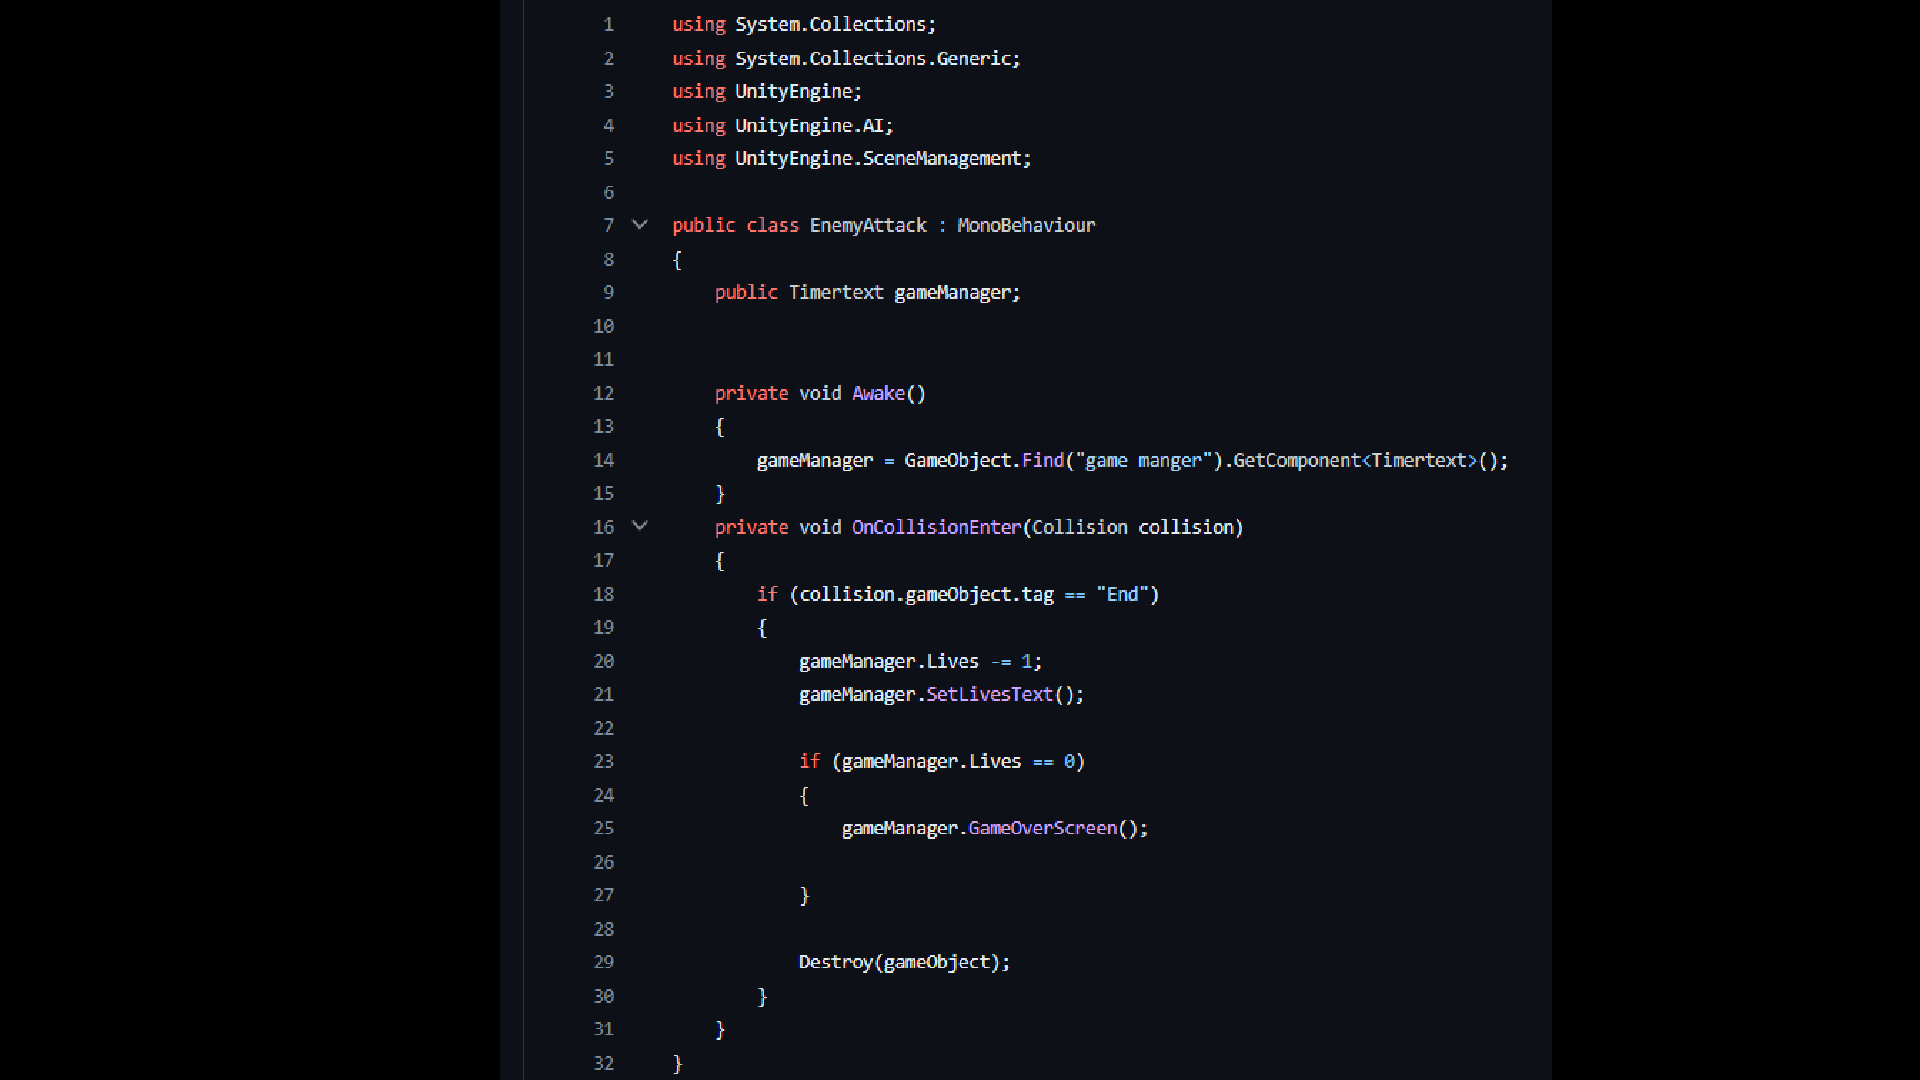 1 using System.Collections;
2 using System.Collections.Generic;
3 using UnityEngine;
4 using UnityEngine.AI;
5 using UnityEngine.SceneManagement;
6
7 public class EnemyAttack : MonoBehaviour
8 {
9 public Timertext gameManager;
10
11
12 private void Awake()
13 {
14 gameManager = GameObject.Find("game manger").GetComponent<Timertext>();
15 }
16 private void OnCollisionEnter(Collision collision)
17 {
18 if (collision.gameObject.tag == "End")
19 {
20 gameManager.Lives -= 1;
21 gameManager.SetLivesText();
22
23 if (gameManager.Lives == 0)
24 {
25 gameManager.GameOverScreen();
26
27 }
28
29 Destroy(gameObject);
30 }
31 }
32 }